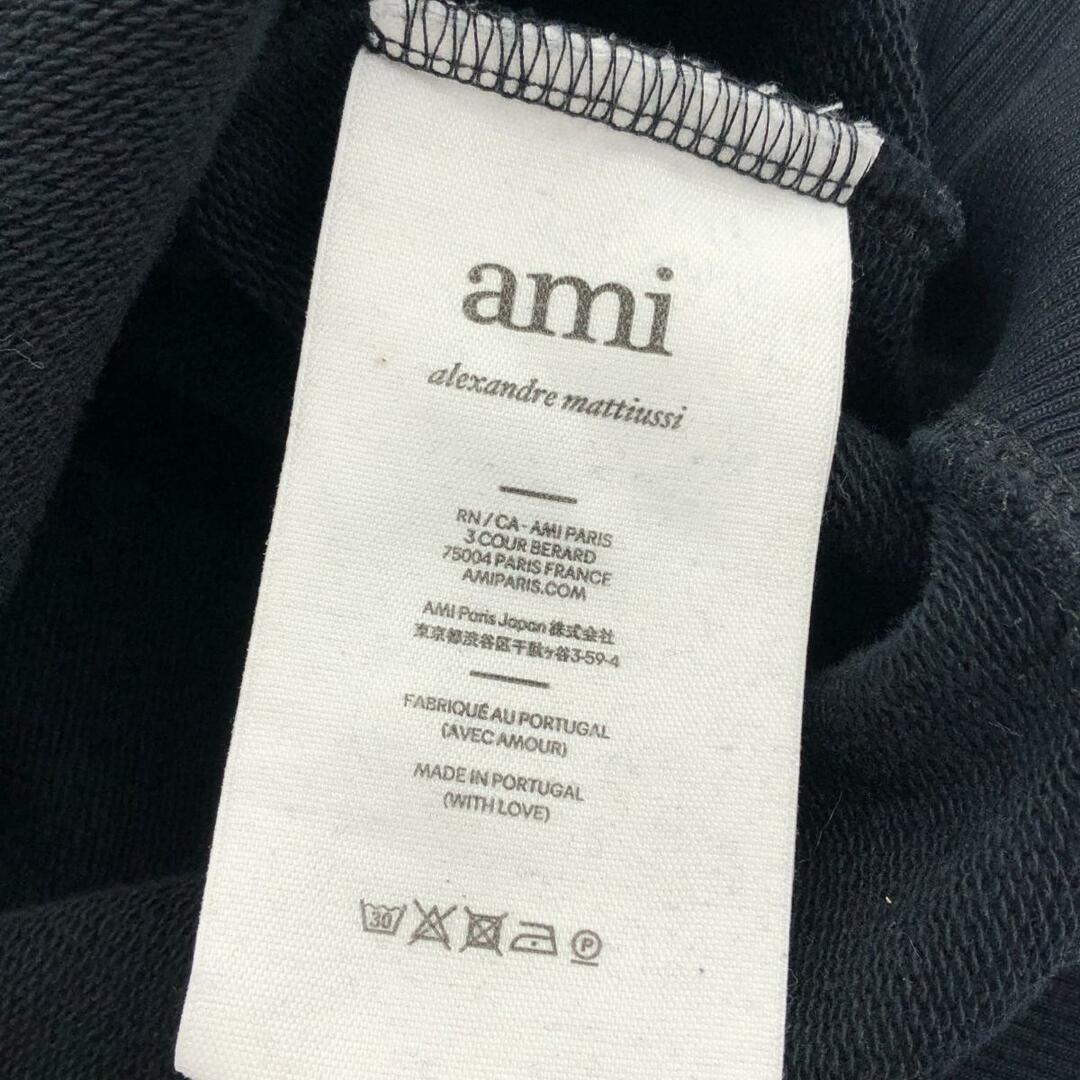 ami
alexandre mattiussi
RN / CA - AMI PARIS
3 COUR BERARD
75004 PARIS FRANCE
AMIPARIS.COM
AMI Paris Japan 株式会社
東京都渋谷区千駄ヶ谷3-59-4
FABRIQUÉ AU PORTUGAL
(AVEC AMOUR)
MADE IN PORTUGAL
(WITH LOVE)
30
P